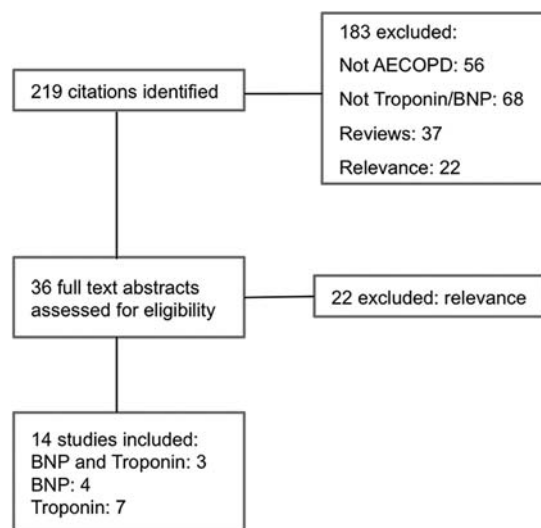 183 excluded:
Not AECOPD: 56
219 citations identified
Not Troponin/BNP: 68
Reviews: 37
Relevance: 22
36 full text abstracts
assessed for eligibility
22 excluded: relevance
14 studies included:
BNP and Troponin: 3
BNP: 4
Troponin: 7